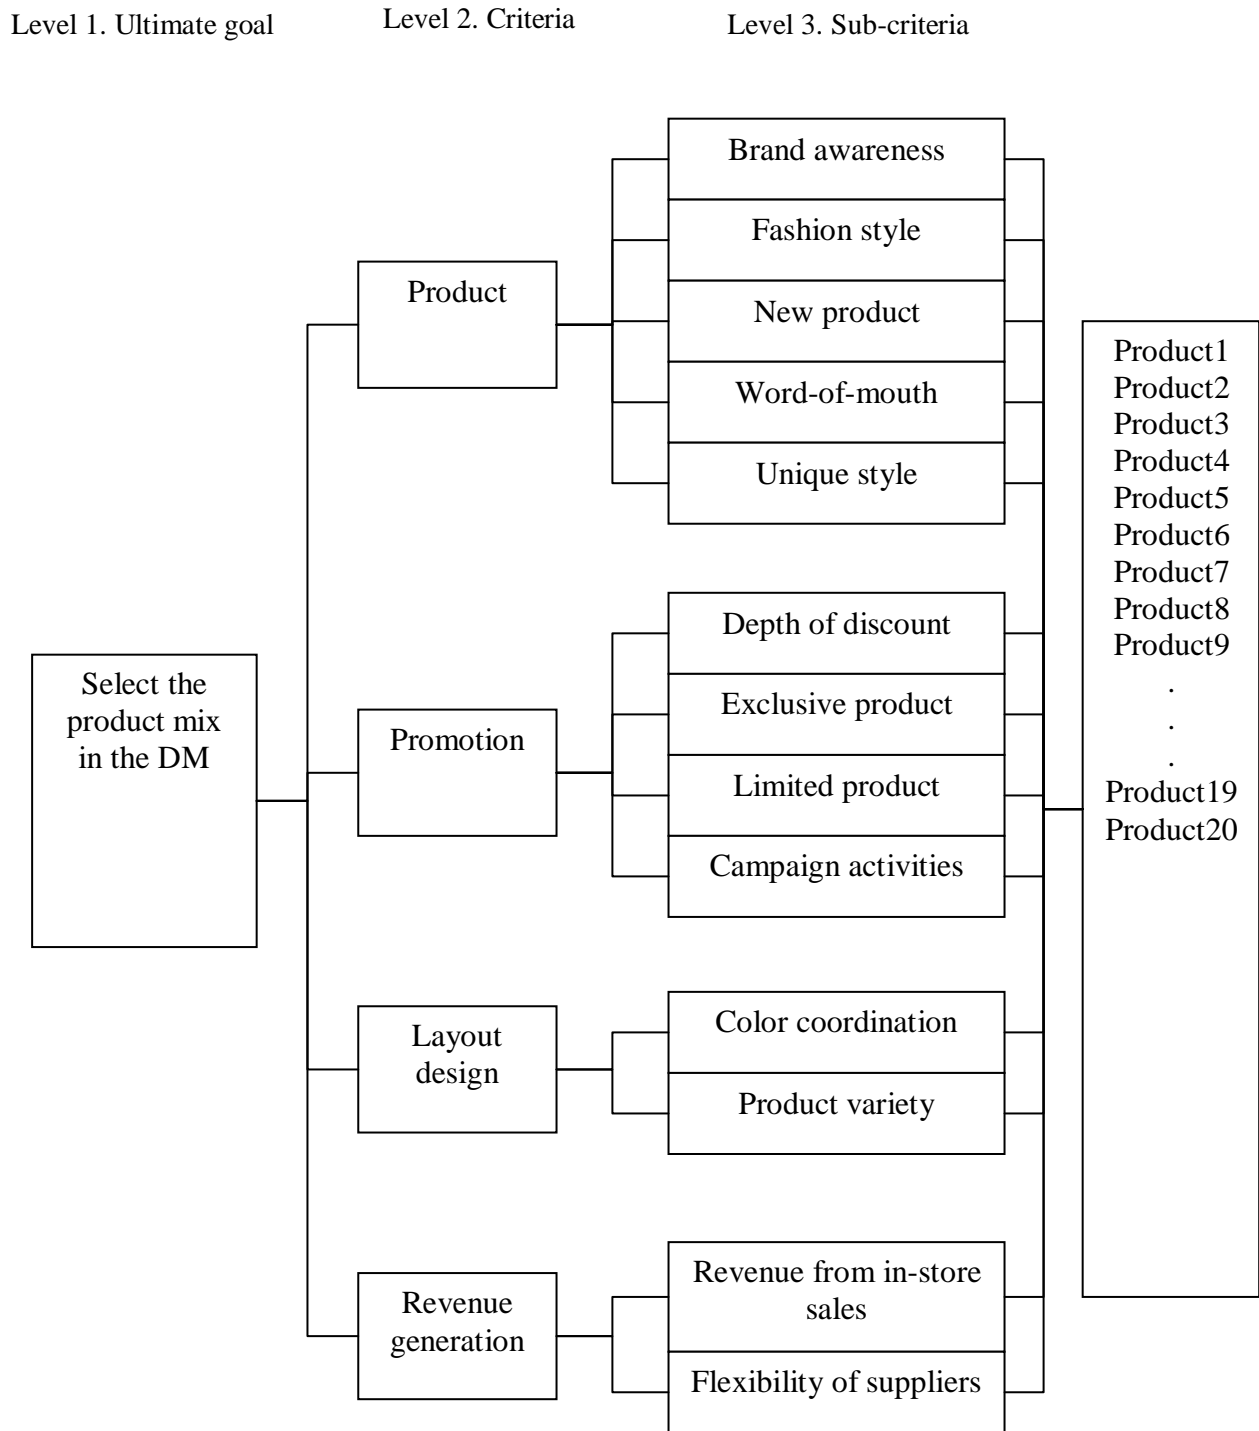 Level 1. Ultimate goal
Level 2. Criteria
Level 3. Sub-criteria
Select the
product mix
in the DM
Product
Promotion
Layout
design
Revenue
generation
Brand awareness
Fashion style
New product
Word-of-mouth
Unique style
Depth of discount
Exclusive product
Limited product
Campaign activities
Color coordination
Product variety
Revenue from in-store
sales
Flexibility of suppliers
Product1
Product2
Product3
Product4
Product5
Product6
Product7
Product8
Product9
.
.
.
Product19
Product20